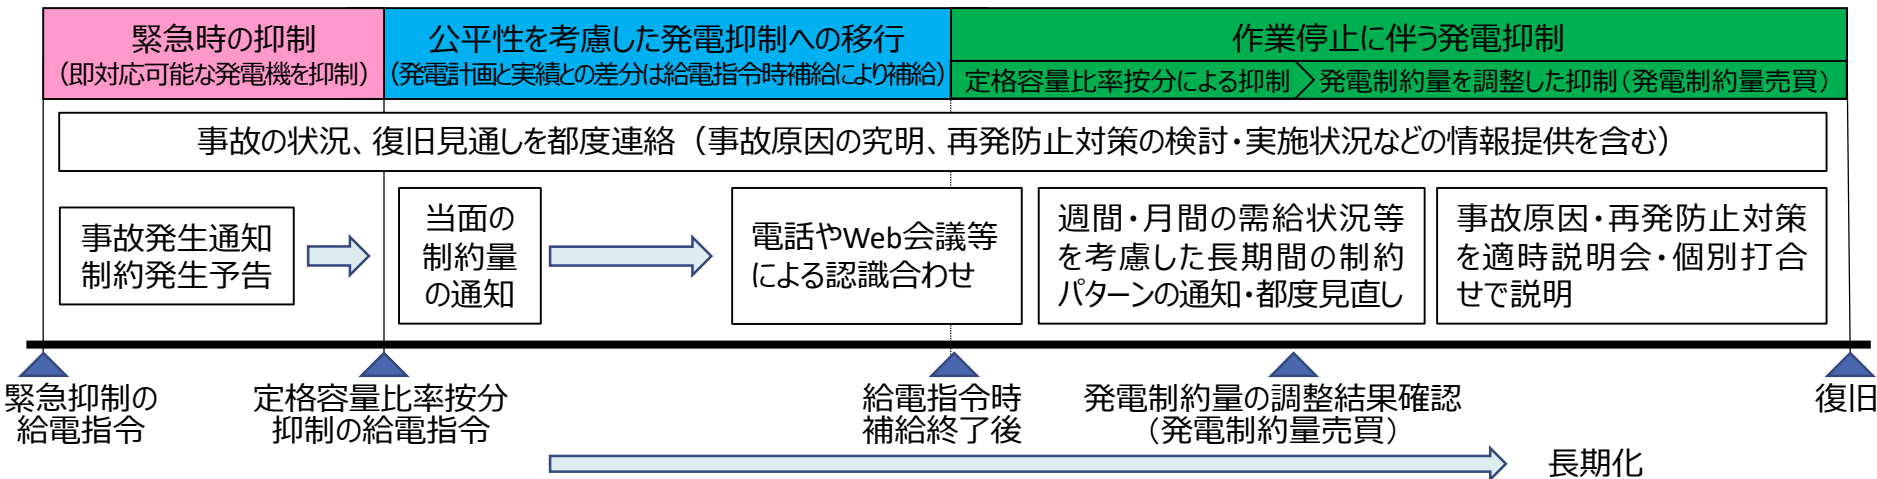 緊急時の抑制
（即対応可能な発電機を抑制）
公平性を考慮した発電抑制への移行
（発電計画と実績との差分は給電指令時補給により補給）
作業停止に伴う発電抑制
定格容量比率按分による抑制
発電制約量を調整した抑制（発電制約量売買）
事故の状況、復旧見通しを都度連絡（事故原因の究明、再発防止対策の検討・実施状況などの情報提供を含む）
事故発生通知
制約発生予告
当面の
制約量
の通知
電話やWeb会議等
による認識合わせ
週間・月間の需給状況等
を考慮した長期間の制約
パターンの通知・都度見直し
事故原因・再発防止対策
を適時説明会・個別打合
せで説明
緊急抑制の
給電指令
定格容量比率按分
抑制の給電指令
給電指令時
補給終了後
発電制約量の調整結果確認
（発電制約量売買）
復旧
長期化